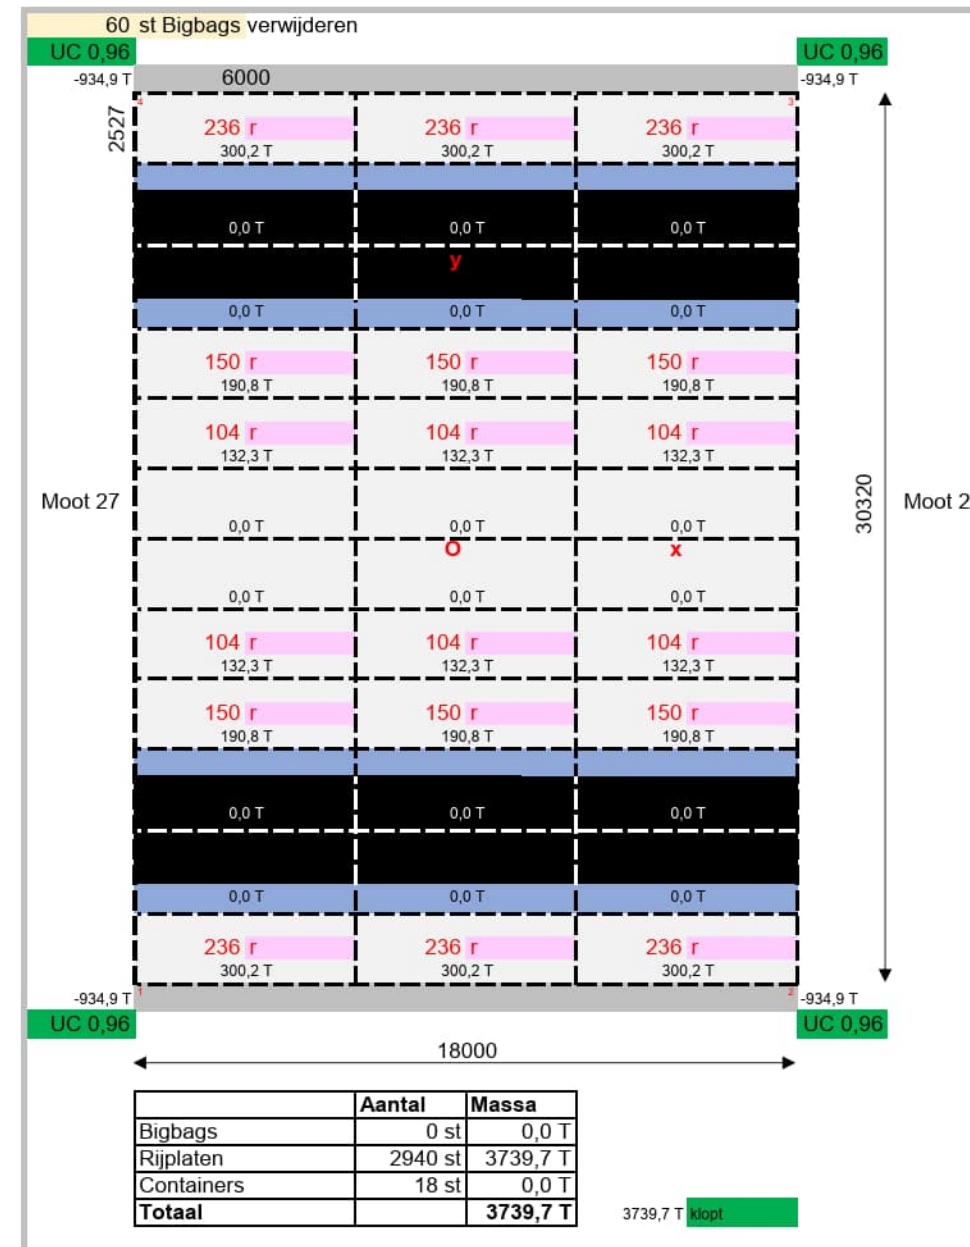 60 st Bigbags verwijderen
UC 0,96 UC 0,96
-934,9 T 6000 -934,9 T
4 3
2527
236 r 236 r 236 r
300,2 T 300,2 T 300,2 T
0,0 T 0,0 T 0,0 T
y
0,0 T 0,0 T 0,0 T
150 r 150 r 150 r
190,8 T 190,8 T 190,8 T
104 r 104 r 104 r
132,3 T 132,3 T 132,3 T
Moot 27 30320 Moot 2
0,0 T 0,0 T 0,0 T
O x
0,0 T 0,0 T 0,0 T
104 r 104 r 104 r
132,3 T 132,3 T 132,3 T
150 r 150 r 150 r
190,8 T 190,8 T 190,8 T
0,0 T 0,0 T 0,0 T
0,0 T 0,0 T 0,0 T
236 r 236 r 236 r
300,2 T 300,2 T 300,2 T
1 2
-934,9 T -934,9 T
UC 0,96 UC 0,96
18000
Aantal Massa
Bigbags 0 st 0,0 T
Rijplaten 2940 st 3739,7 T
Containers 18 st 0,0 T
Totaal 3739,7 T 3739,7 T klopt